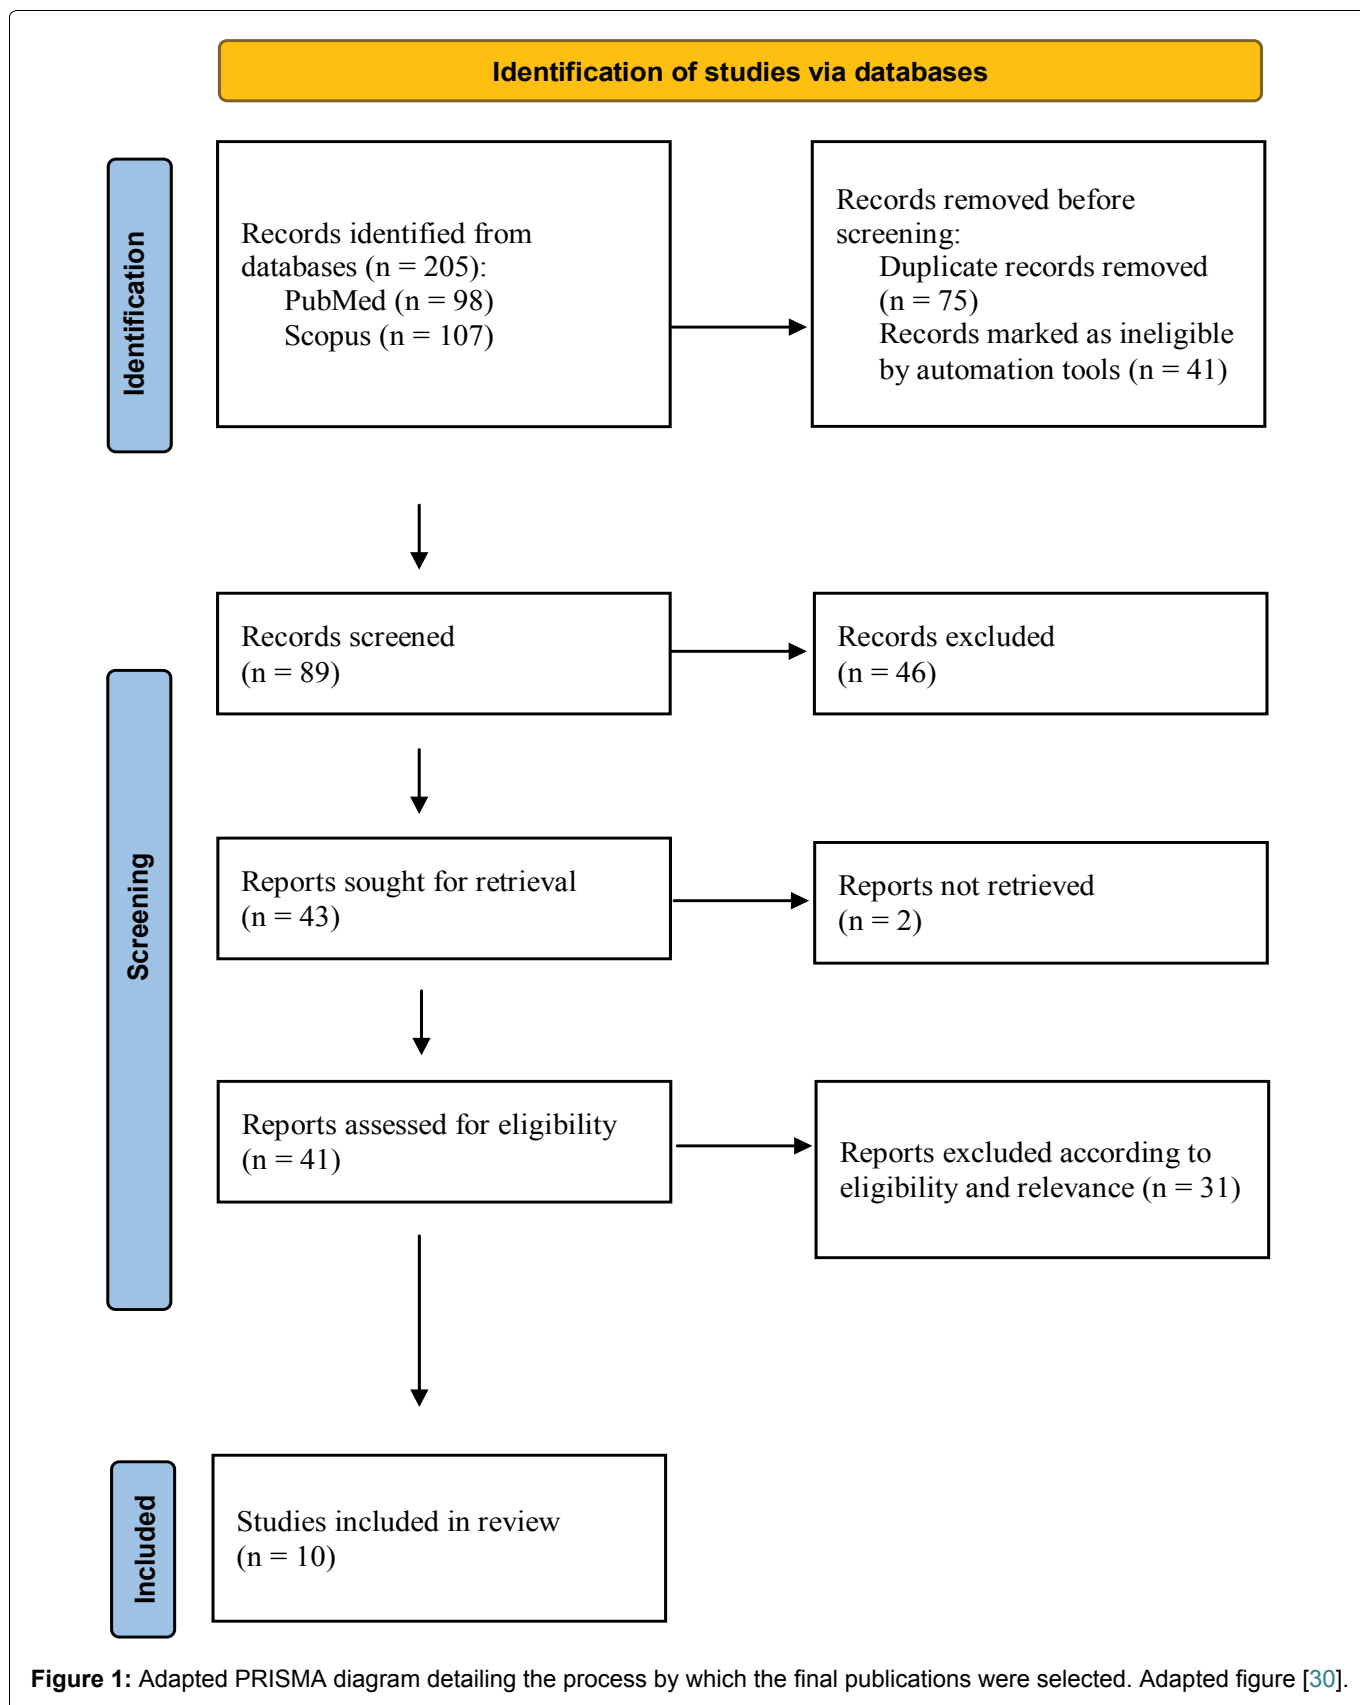 Identification of studies via databases
Identification
Records identified from
databases (n = 205):
PubMed (n = 98)
Scopus (n = 107)
Records removed before
screening:
Duplicate records removed
(n = 75)
Records marked as ineligible
by automation tools (n = 41)
Screening
Records screened
(n = 89)
Records excluded
(n = 46)
Reports sought for retrieval
(n = 43)
Reports not retrieved
(n = 2)
Reports assessed for eligibility
(n = 41)
Reports excluded according to
eligibility and relevance (n = 31)
Included
Studies included in review
(n = 10)
Figure 1: Adapted PRISMA diagram detailing the process by which the final publications were selected. Adapted figure [30].